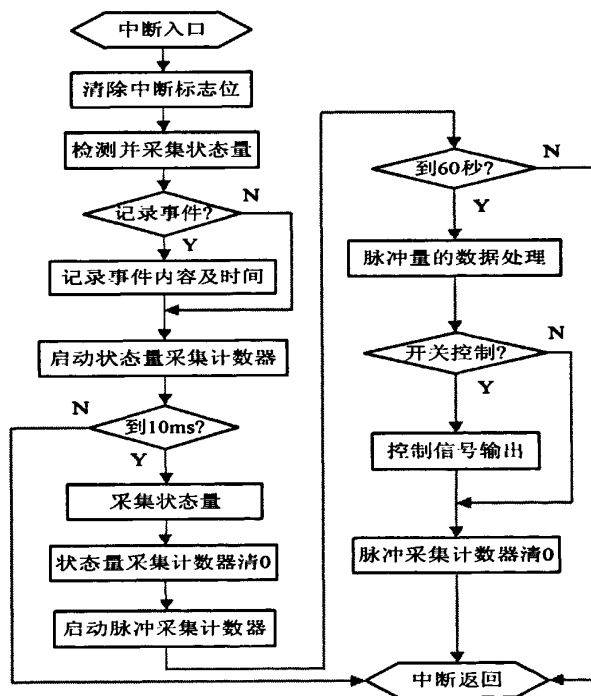 中断入口
清除中断标志位
检测并采集状态量
记录事件?
N
Y
记录事件内容及时间
启动状态量采集计数器
N
到10ms?
Y
采集状态量
状态量采集计数器清0
启动脉冲采集计数器
到60秒?
N
Y
脉冲量的数据处理
开关控制?
N
Y
控制信号输出
脉冲采集计数器清0
中断返回